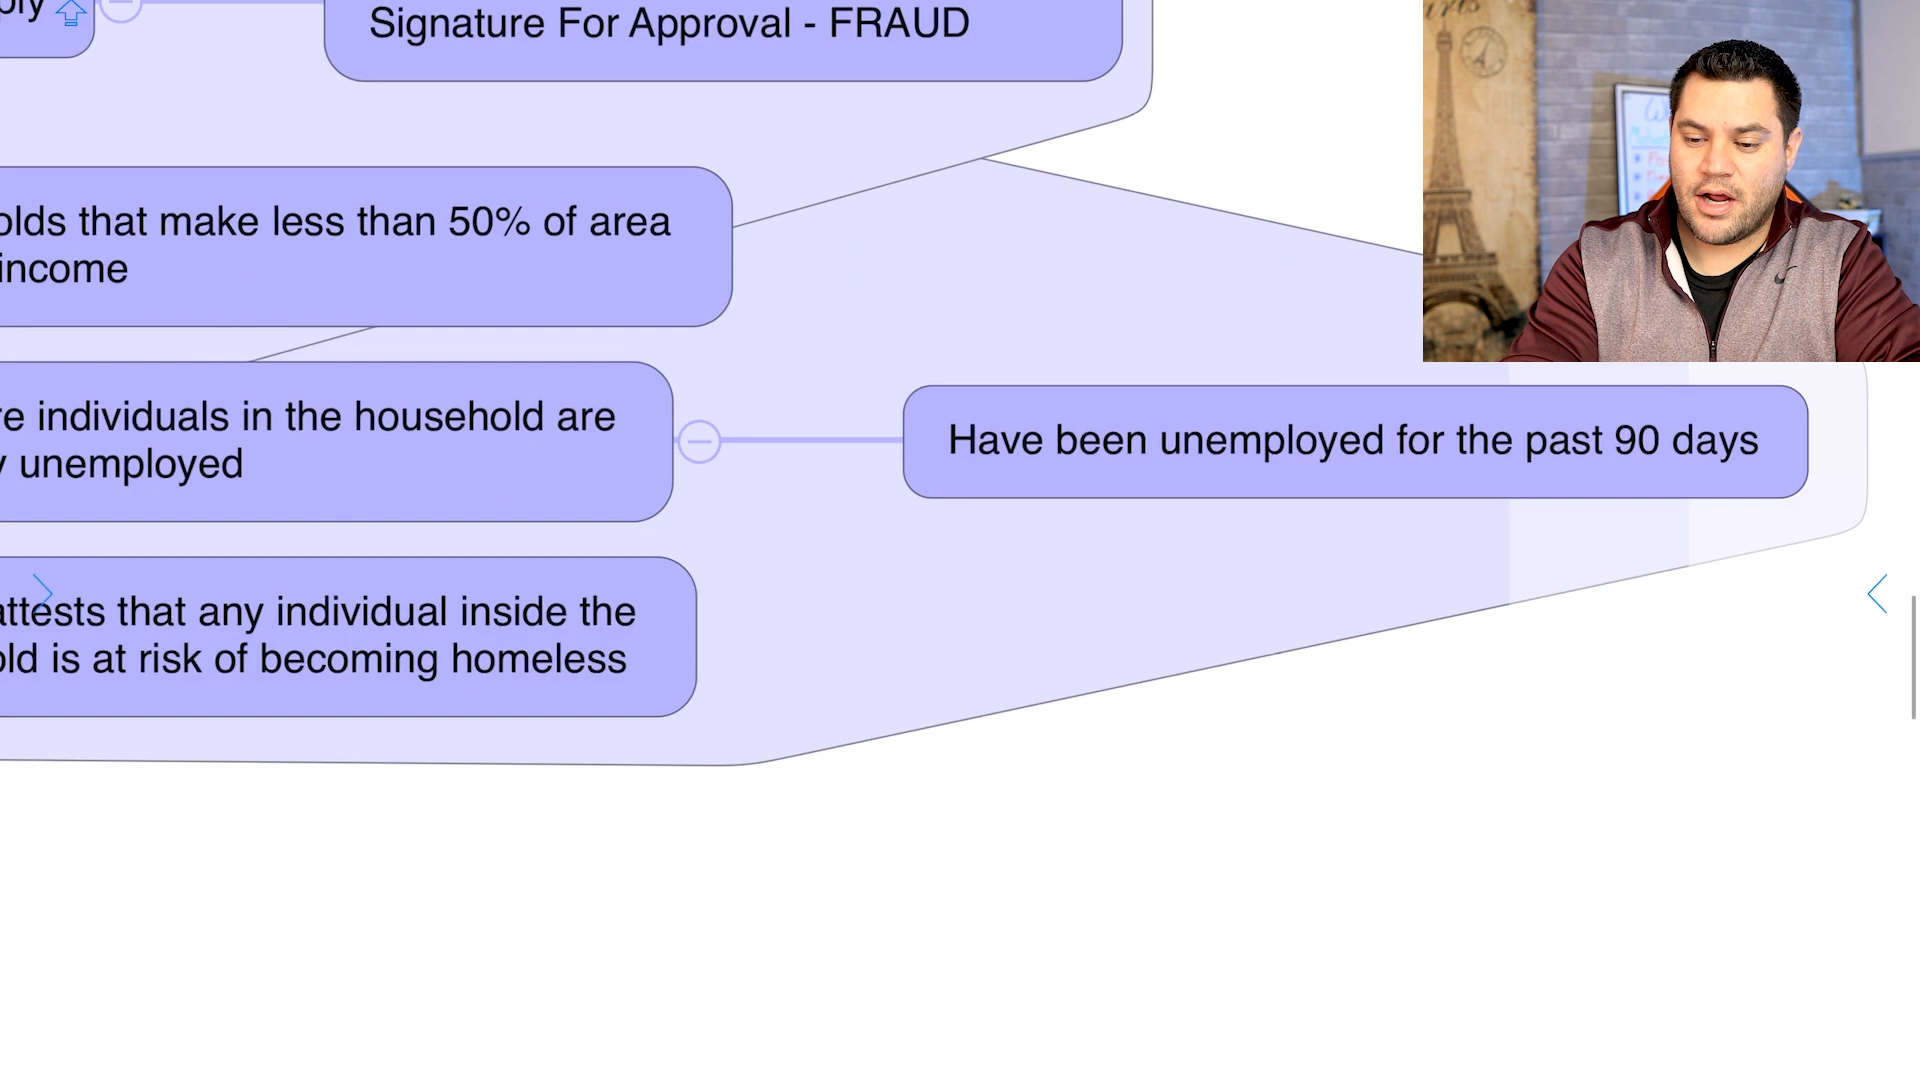 Signature For Approval - FRAUD
that make less than 50% of area
income
individuals in the household are
unemployed
Have been unemployed for the past 90 days
attests that any individual inside the
is at risk of becoming homeless